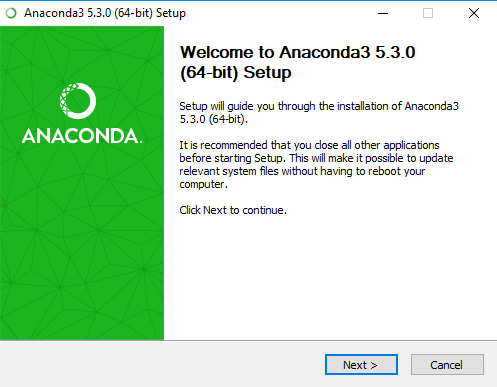 Anaconda3 5.3.0 (64-bit) Setup
Welcome to Anaconda3 5.3.0
(64-bit) Setup
Setup will guide you through the installation of Anaconda3
5.3.0 (64-bit).
It is recommended that you close all other applications
before starting Setup. This will make it possible to update
relevant system files without having to reboot your
computer.
Click Next to continue.
ANACONDA.
Next >
Cancel